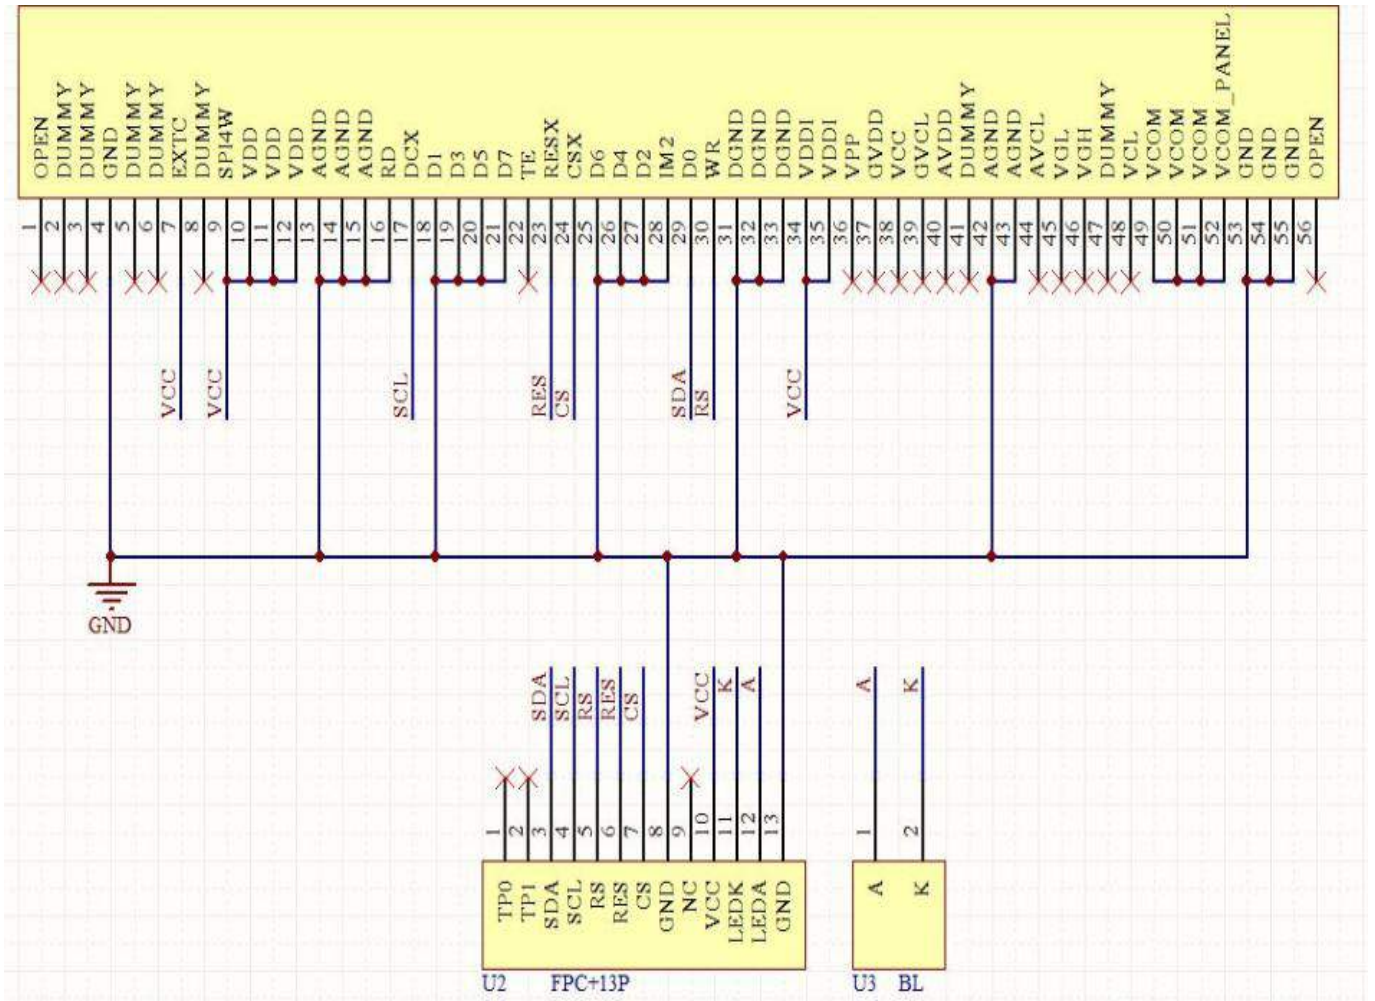 OPEN DUMMY DUMMY GND DUMMY DUMMY EXTC DUMMY SPI4W VDD VDD VDD AGND AGND AGND RD DCX D1 D3 D5 D7 TE RESX CSX D6 D4 D2 IM2 D0 WR DGND DGND DGND VDDI VDDI VPP GVDD VCC GVCL AVDD DUMMY AGND AGND AVCL VGL VGH DUMMY VCL VCOM VCOM VCOM VCOM_PANEL GND GND GND OPEN
1 2 3 4 5 6 7 8 9 10 11 12 13 14 15 16 17 18 19 20 21 22 23 24 25 26 27 28 29 30 31 32 33 34 35 36 37 38 39 40 41 42 43 44 45 46 47 48 49 50 51 52 53 54 55 56
VCC VCC SCL RES CS SDA RS VCC
GND
SDA SCL RS RES CS VCC K A A K
1 2 3 4 5 6 7 8 9 10 11 12 13 1 2
TP0 TP1 SDA SCL RS RES CS GND NC VCC LEDK LEDA GND A K
U2 FPC+13P U3 BL